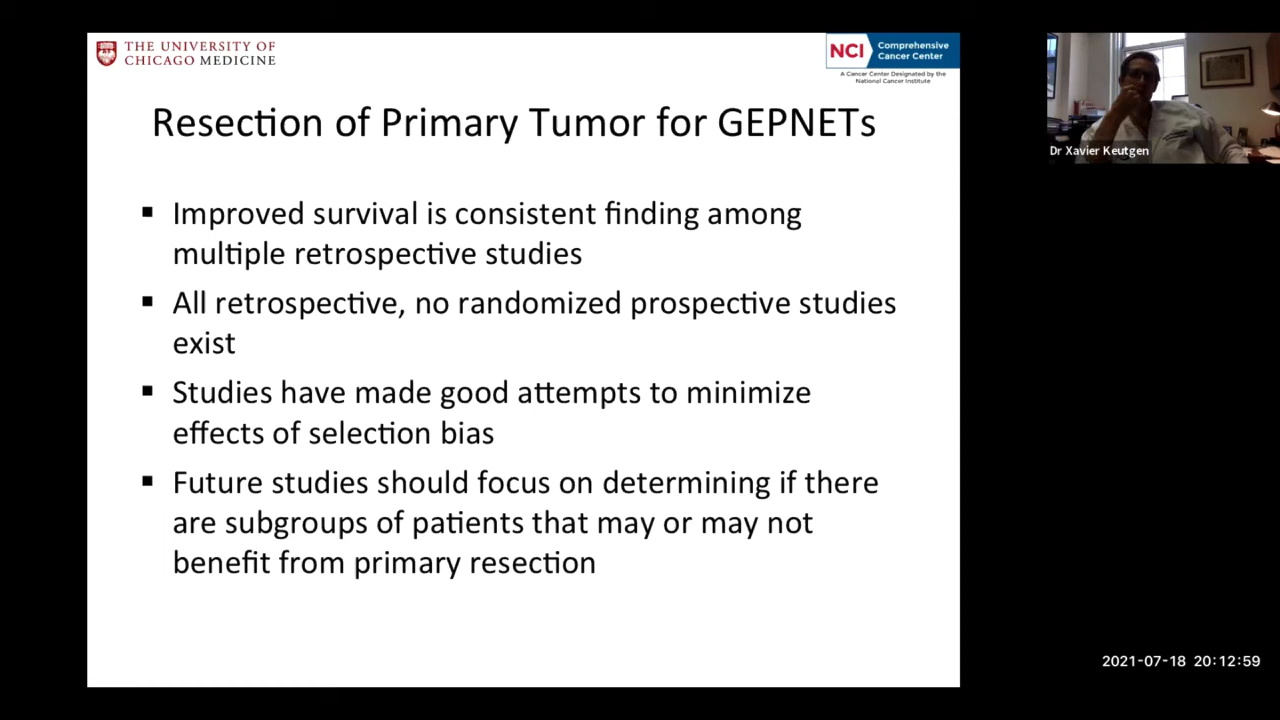 THE UNIVERSITY OF
CHICAGO MEDICINE
NCI Comprehensive
Cancer Center
A Cancer Center Designated by the
National Cancer Institute
Resection of Primary Tumor for GEPNETs
Improved survival is consistent finding among
multiple retrospective studies
All retrospective, no randomized prospective studies
exist
Studies have made good attempts to minimize
effects of selection bias
Future studies should focus on determining if there
are subgroups of patients that may or may not
benefit from primary resection
Dr Xavier Keutgen
2021-07-18 20:12:59